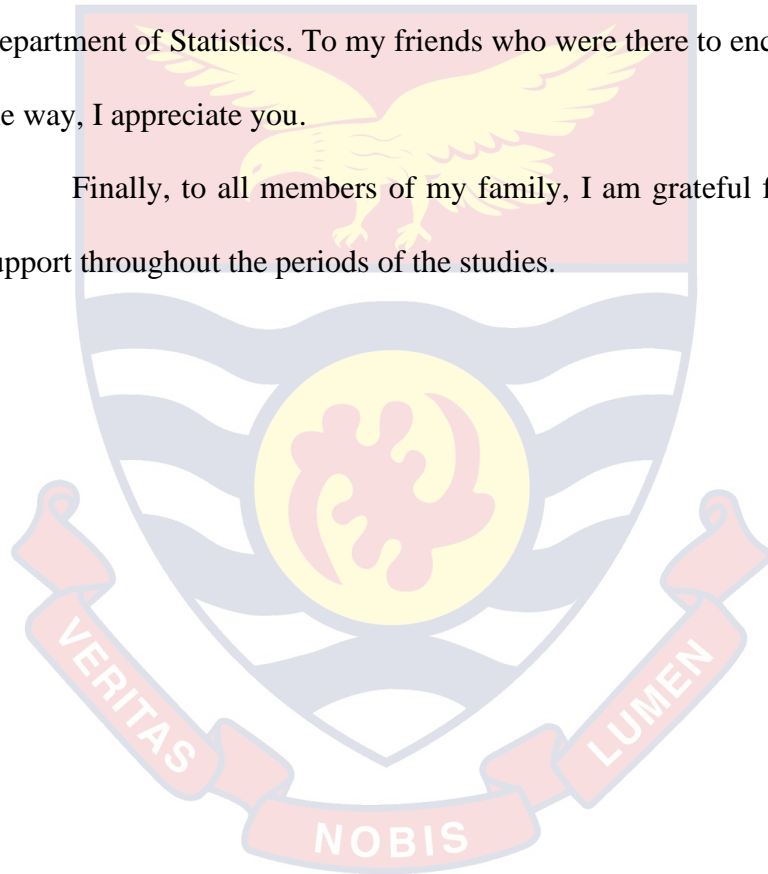 epartment of Statistics. To my friends who were there to enc
e way, I appreciate you.
Finally, to all members of my family, I am grateful f
upport throughout the periods of the studies.
VERITAS
NOBIS
LUMEN